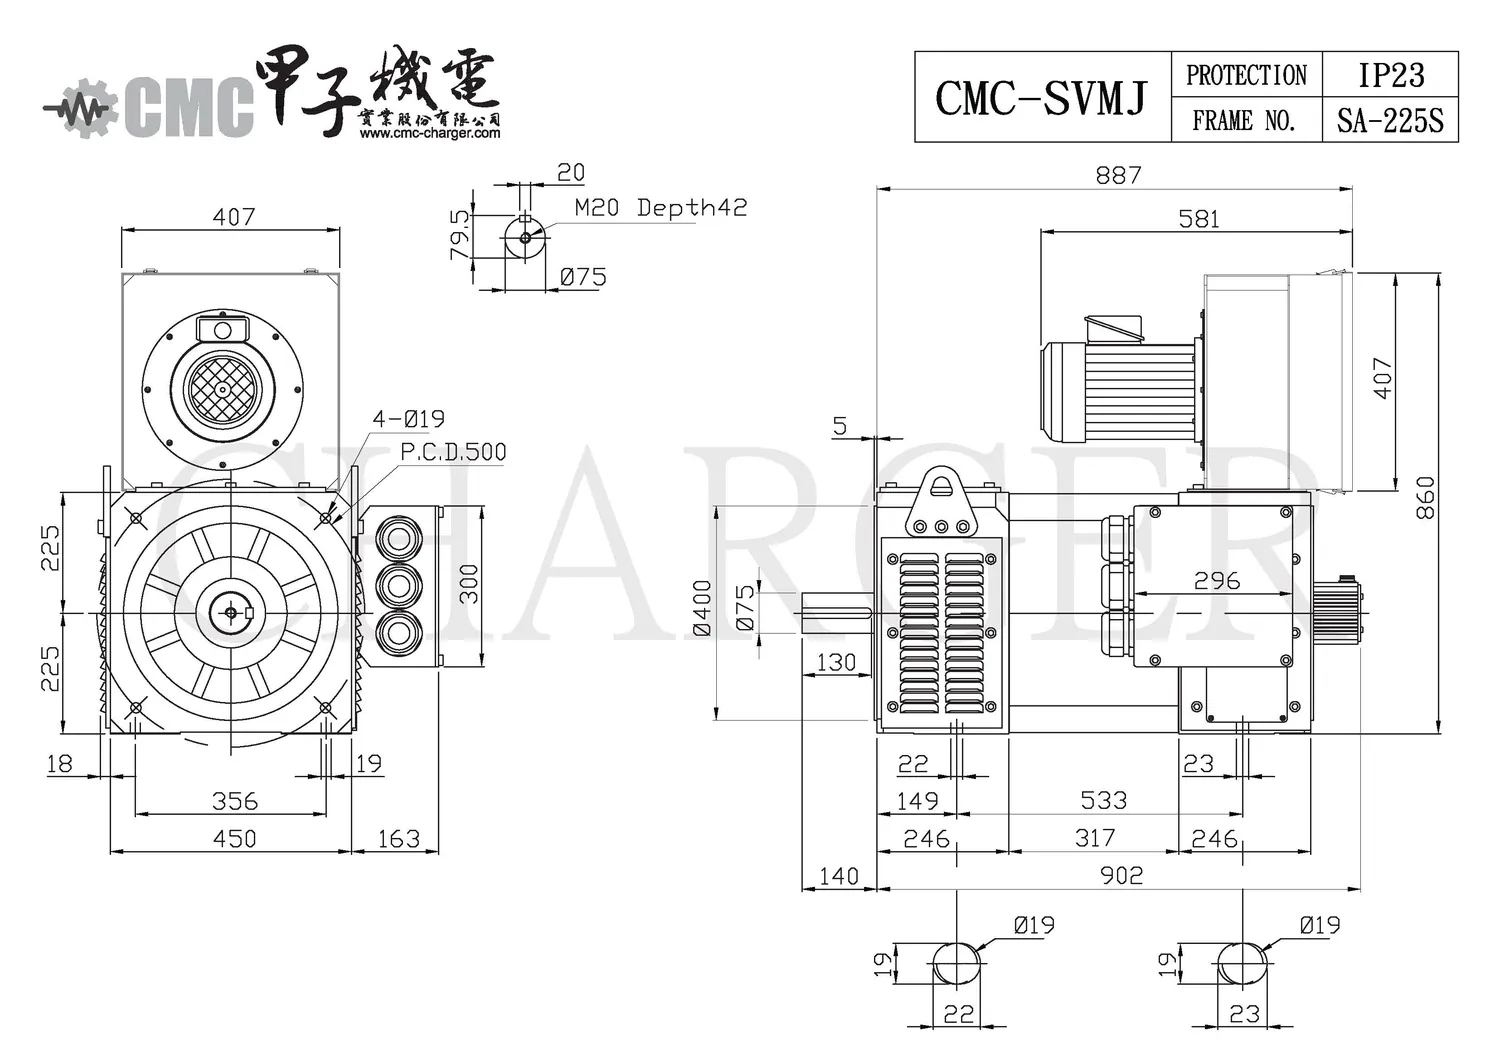 CMC 甲子機電
實業股份有限公司
www.cmc-charger.com
CMC-SVMJ
PROTECTION
IP23
FRAME NO.
SA-225S
20
M20 Depth42
79.5
Ø75
407
4-Ø19
P.C.D.500
225
225
300
18
19
356
450
163
887
581
5
407
860
Ø400
Ø75
296
130
22
23
149
533
246
317
246
140
902
Ø19
19
22
Ø19
19
23
CHARGER